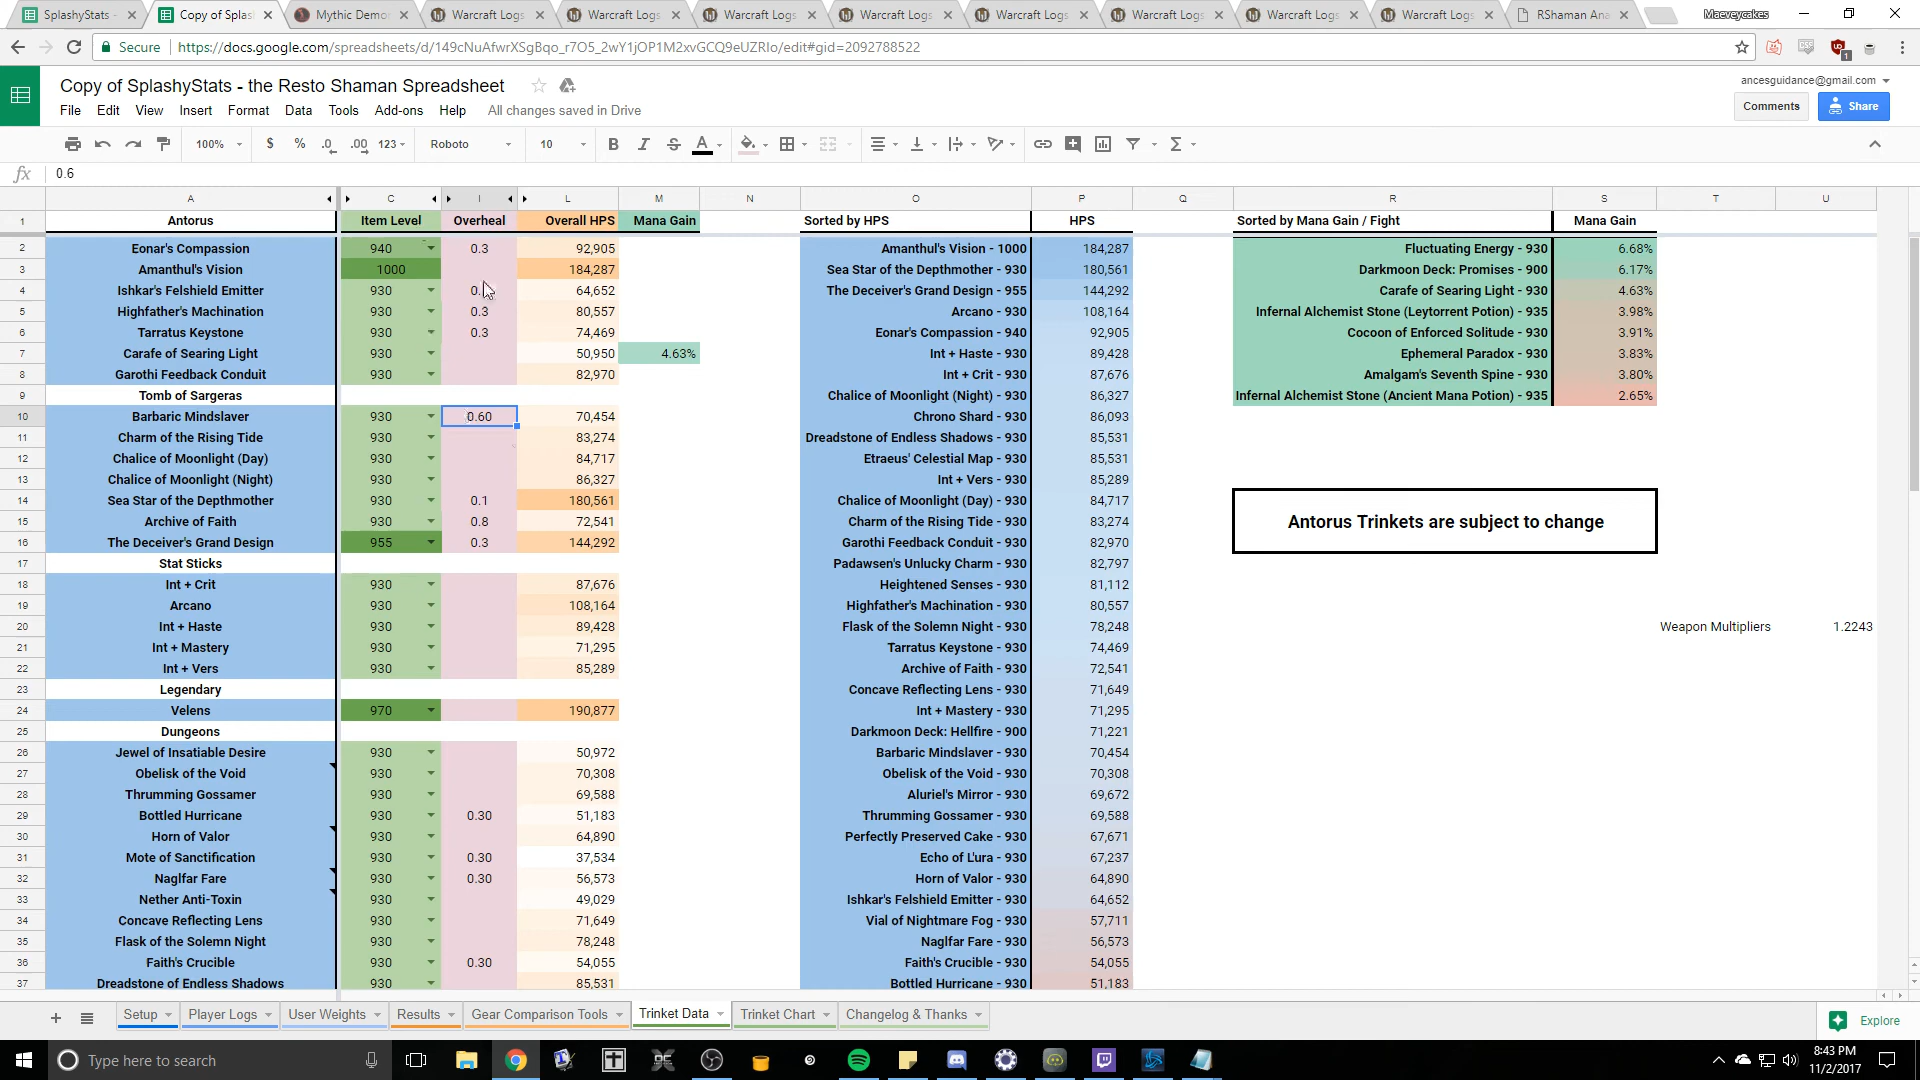 SplashyStats - Copy of Splas Mythic Demo Warcraft Logs Warcraft Logs Warcraft Logs Warcraft Logs Warcraft Logs Warcraft Logs Warcraft Logs Warcraft Logs RShaman Ana Maeveycakes
Secure https://docs.google.com/spreadsheets/d/149cNuAfwrXSgBqo_r7O5_2wY1jOP1M2xvGCQ9eUZRIo/edit#gid=2092788522
Copy of SplashyStats - the Resto Shaman Spreadsheet ancesguidance@gmail.com
File Edit View Insert Format Data Tools Add-ons Help All changes saved in Drive Comments Share
100% $ % .0 .00 123 Roboto 10 B I S A Σ
fx 0.6
A C I L M N O P Q R S T U
1 Antorus Item Level Overheal Overall HPS Mana Gain Sorted by HPS HPS Sorted by Mana Gain / Fight Mana Gain
2 Eonar's Compassion 940 0.3 92,905 Amanthul's Vision - 1000 184,287 Fluctuating Energy - 930 6.68%
3 Amanthul's Vision 1000 184,287 Sea Star of the Depthmother - 930 180,561 Darkmoon Deck: Promises - 900 6.17%
4 Ishkar's Felshield Emitter 930 64,652 The Deceiver's Grand Design - 955 144,292 Carafe of Searing Light - 930 4.63%
5 Highfather's Machination 930 0.3 80,557 Arcano - 930 108,164 Infernal Alchemist Stone (Leytorrent Potion) - 935 3.98%
6 Tarratus Keystone 930 0.3 74,469 Eonar's Compassion - 940 92,905 Cocoon of Enforced Solitude - 930 3.91%
7 Carafe of Searing Light 930 50,950 4.63% Int + Haste - 930 89,428 Ephemeral Paradox - 930 3.83%
8 Garothi Feedback Conduit 930 82,970 Int + Crit - 930 87,676 Amalgam's Seventh Spine - 930 3.80%
9 Tomb of Sargeras Chalice of Moonlight (Night) - 930 86,327 Infernal Alchemist Stone (Ancient Mana Potion) - 935 2.65%
10 Barbaric Mindslaver 930 0.60 70,454 Chrono Shard - 930 86,093
11 Charm of the Rising Tide 930 83,274 Dreadstone of Endless Shadows - 930 85,531
12 Chalice of Moonlight (Day) 930 84,717 Etraeus' Celestial Map - 930 85,531
13 Chalice of Moonlight (Night) 930 86,327 Int + Vers - 930 85,289
14 Sea Star of the Depthmother 930 0.1 180,561 Chalice of Moonlight (Day) - 930 84,717
15 Archive of Faith 930 0.8 72,541 Charm of the Rising Tide - 930 83,274 Antorus Trinkets are subject to change
16 The Deceiver's Grand Design 955 0.3 144,292 Garothi Feedback Conduit - 930 82,970
17 Stat Sticks Padawsen's Unlucky Charm - 930 82,797
18 Int + Crit 930 87,676 Heightened Senses - 930 81,112
19 Arcano 930 108,164 Highfather's Machination - 930 80,557
20 Int + Haste 930 89,428 Flask of the Solemn Night - 930 78,248 Weapon Multipliers 1.2243
21 Int + Mastery 930 71,295 Tarratus Keystone - 930 74,469
22 Int + Vers 930 85,289 Archive of Faith - 930 72,541
23 Legendary Concave Reflecting Lens - 930 71,649
24 Velens 970 190,877 Int + Mastery - 930 71,295
25 Dungeons Darkmoon Deck: Hellfire - 900 71,221
26 Jewel of Insatiable Desire 930 50,972 Barbaric Mindslaver - 930 70,454
27 Obelisk of the Void 930 70,308 Obelisk of the Void - 930 70,308
28 Thrumming Gossamer 930 69,588 Aluriel's Mirror - 930 69,672
29 Bottled Hurricane 930 0.30 51,183 Thrumming Gossamer - 930 69,588
30 Horn of Valor 930 64,890 Perfectly Preserved Cake - 930 67,671
31 Mote of Sanctification 930 0.30 37,534 Echo of L'ura - 930 67,237
32 Naglfar Fare 930 0.30 56,573 Horn of Valor - 930 64,890
33 Nether Anti-Toxin 930 49,029 Ishkar's Felshield Emitter - 930 64,652
34 Concave Reflecting Lens 930 71,649 Vial of Nightmare Fog - 930 57,711
35 Flask of the Solemn Night 930 78,248 Naglfar Fare - 930 56,573
36 Faith's Crucible 930 0.30 54,055 Faith's Crucible - 930 54,055
37 Dreadstone of Endless Shadows 930 85,531 Bottled Hurricane - 930 51,183
Setup Player Logs User Weights Results Gear Comparison Tools Trinket Data Trinket Chart Changelog & Thanks Explore
Type here to search 8:43 PM
11/2/2017